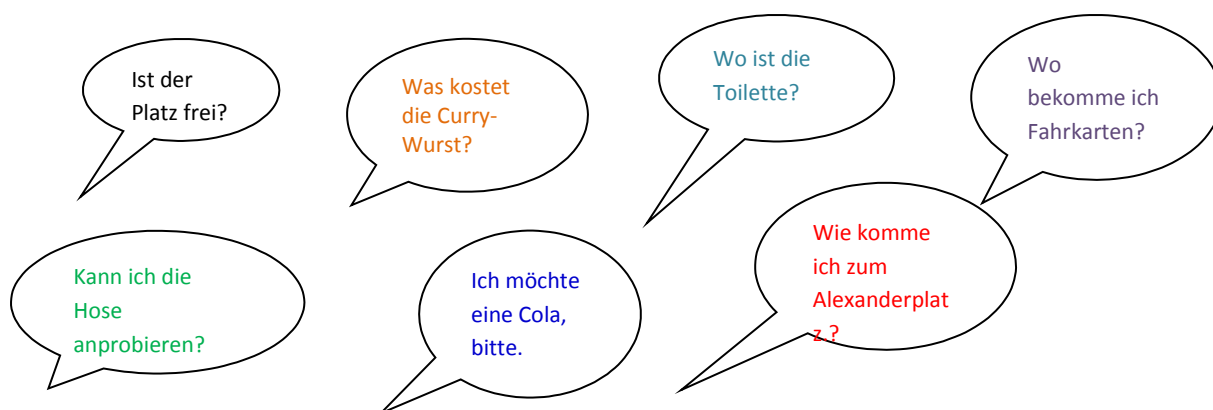 Ist der
Platz frei?
Was kostet
die Curry-
Wurst?
Wo ist die
Toilette?
Wo
bekomme ich
Fahrkarten?
Kann ich die
Hose
anprobieren?
Ich möchte
eine Cola,
bitte.
Wie komme
ich zum
Alexanderplat
z.?